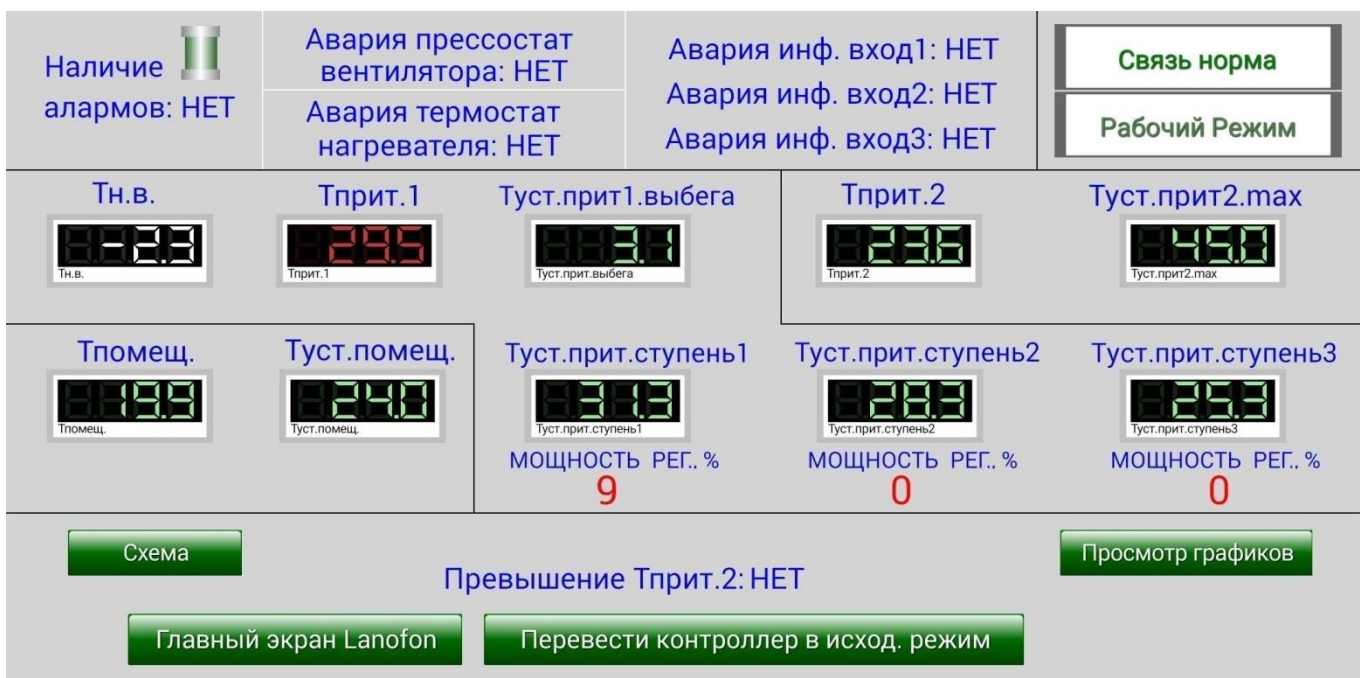 Наличие
алармов: НЕТ
Авария прессостат
вентилятора: НЕТ
Авария термостат
нагревателя: НЕТ
Авария инф. вход1: НЕТ
Авария инф. вход2: НЕТ
Авария инф. вход3: НЕТ
Связь норма
Рабочий Режим
Тн.в.
Тприт.1
Туст.прит1.выбега
Тприт.2
Туст.прит2.max
-2.3
29.5
3.1
23.6
45.0
Тн.в.
Тприт.1
Туст.прит.выбега
Тприт.2
Туст.прит2.max
Тпомещ.
Туст.помещ.
Туст.прит.ступень1
Туст.прит.ступень2
Туст.прит.ступень3
19.9
24.0
31.3
28.3
25.3
Тпомещ.
Туст.помещ.
Туст.прит.ступень1
Туст.прит.ступень2
Туст.прит.ступень3
МОЩНОСТЬ РЕГ.. %
МОЩНОСТЬ РЕГ.. %
МОЩНОСТЬ РЕГ.. %
9
0
0
Схема
Просмотр графиков
Превышение Тприт.2: НЕТ
Главный экран Lanofon
Перевести контроллер в исход. режим